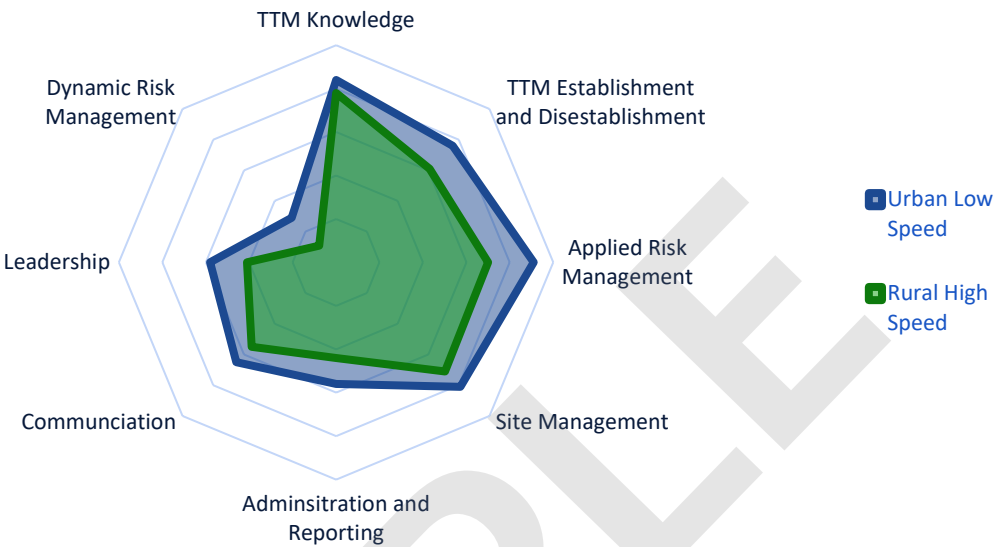 TTM Knowledge
Dynamic Risk
Management
TTM Establishment
and Disestablishment
Urban Low
Speed
Leadership
Applied Risk
Management
Rural High
Speed
Communciation
Site Management
Adminsitration and
Reporting
PLE